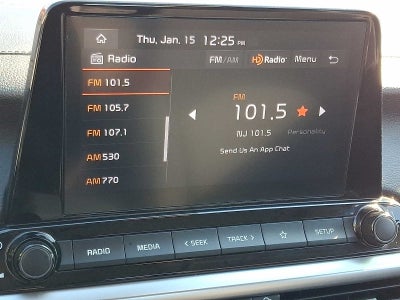 Thu, Jan. 15 12:25 PM
Radio FM/AM HD Radio Menu
FM 101.5
FM 105.7
FM 107.1
AM 530
AM 770
FM
101.5
NJ 101.5 Personality
Send Us An App Chat
RADIO MEDIA < SEEK TRACK > SETUP